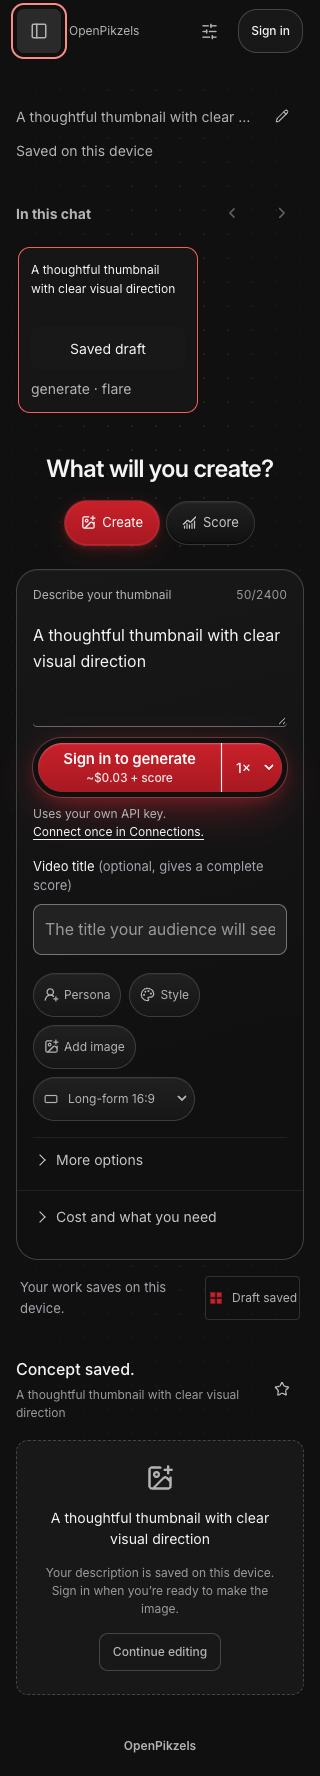 OpenPikzels
Sign in
A thoughtful thumbnail with clear ...
Saved on this device
In this chat
A thoughtful thumbnail
with clear visual direction
Saved draft
generate · flare
What will you create?
Create
Score
Describe your thumbnail
50/2400
A thoughtful thumbnail with clear
visual direction
Sign in to generate
~$0.03 + score
1×
Uses your own API key.
Connect once in Connections.
Video title (optional, gives a complete
score)
The title your audience will see
Persona
Style
Add image
Long-form 16:9
More options
Cost and what you need
Your work saves on this
device.
Draft saved
Concept saved.
A thoughtful thumbnail with clear visual
direction
A thoughtful thumbnail with clear
visual direction
Your description is saved on this device.
Sign in when you're ready to make the
image.
Continue editing
OpenPikzels